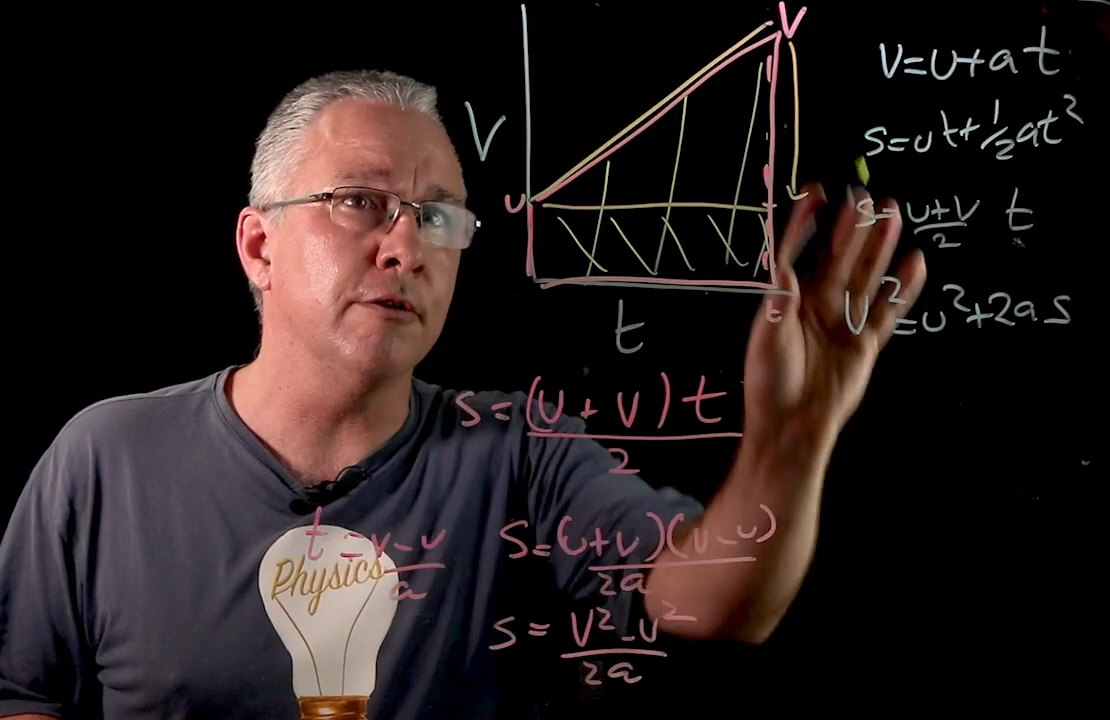 V
V
u
t
t
V=u+at
s=ut+½at²
s=u+v/2 t
V²=u²+2as
s=(u+v)t/2
t=v-u/a
s=(u+v)(v-u)/2a
s=V²-u²/2a
Physics